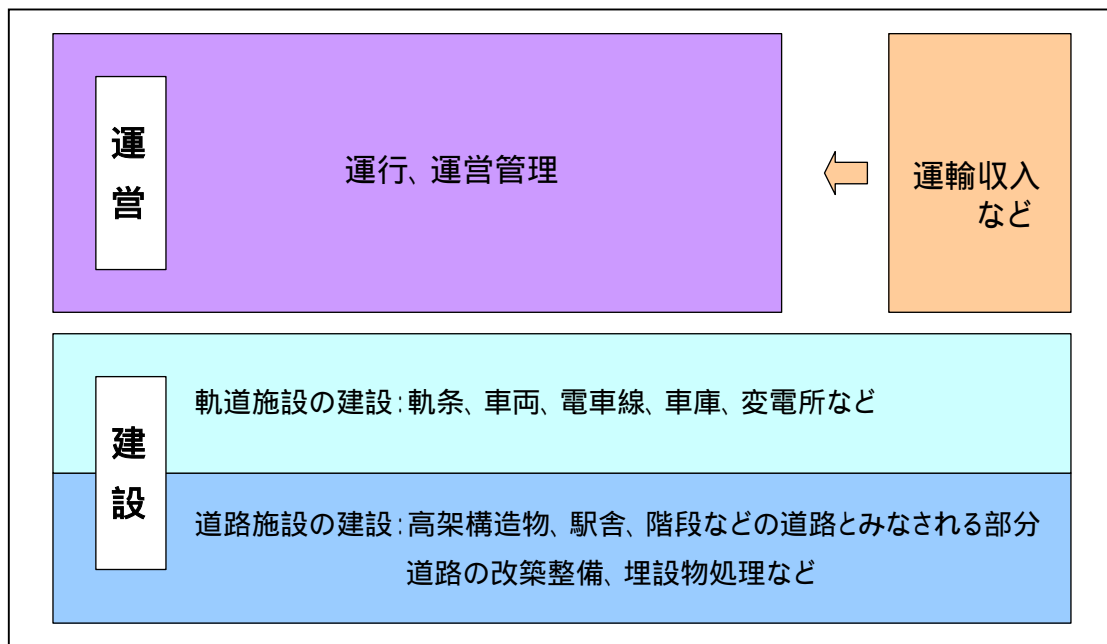 運営
運行、運営管理
運輸収入
など
建設
軌道施設の建設：軌条、車両、電車線、車庫、変電所など
道路施設の建設：高架構造物、駅舎、階段などの道路とみなされる部分
道路の改築整備、埋設物処理など